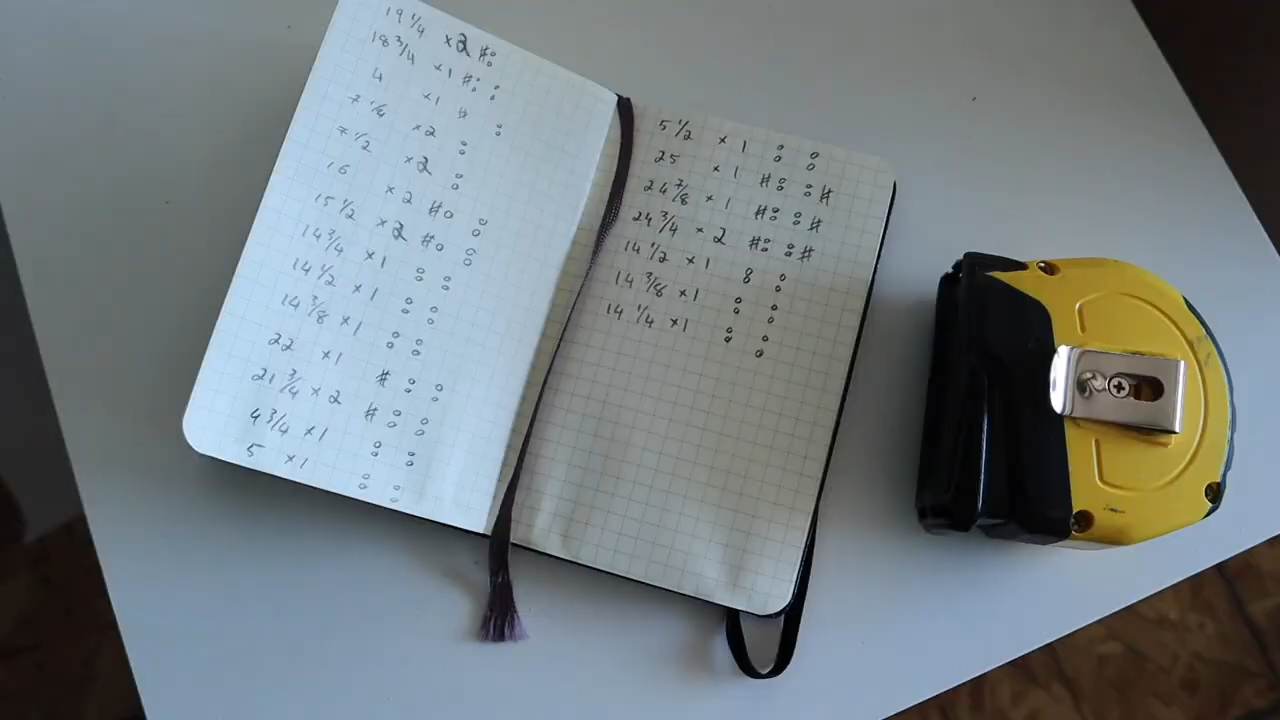 19 1/4 ×2 #
18 3/4 ×1 #
4 ×1 #
7 1/4 ×2
7 1/2 ×2
16 ×2 #
15 1/2 ×2 #
14 3/4 ×1
14 1/2 ×1
14 3/8 ×1
22 ×1 #
21 3/4 ×2 #
4 3/4 ×1
5 ×1
5 1/2 ×1
25 ×1 # #
24 7/8 ×1 # #
24 3/4 ×2 # #
14 1/2 ×1
14 3/8 ×1
14 1/4 ×1